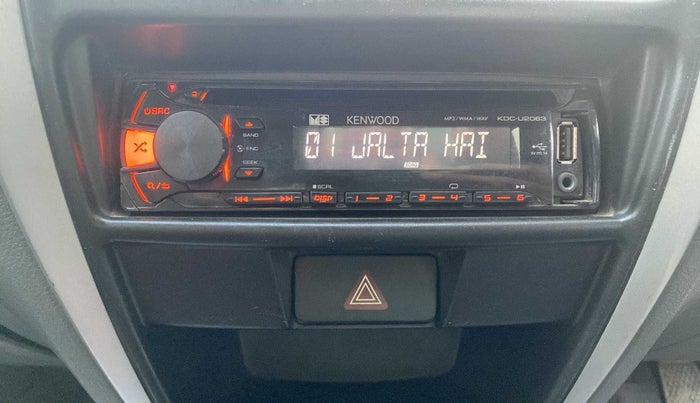 SRC
KENWOOD
MP3/WMA/WAV
KDC-U2063
BAND
FNC
SEEK
01 JALTA HAI
SCRL
DISP
1 — 2
3 — 4
5 — 6